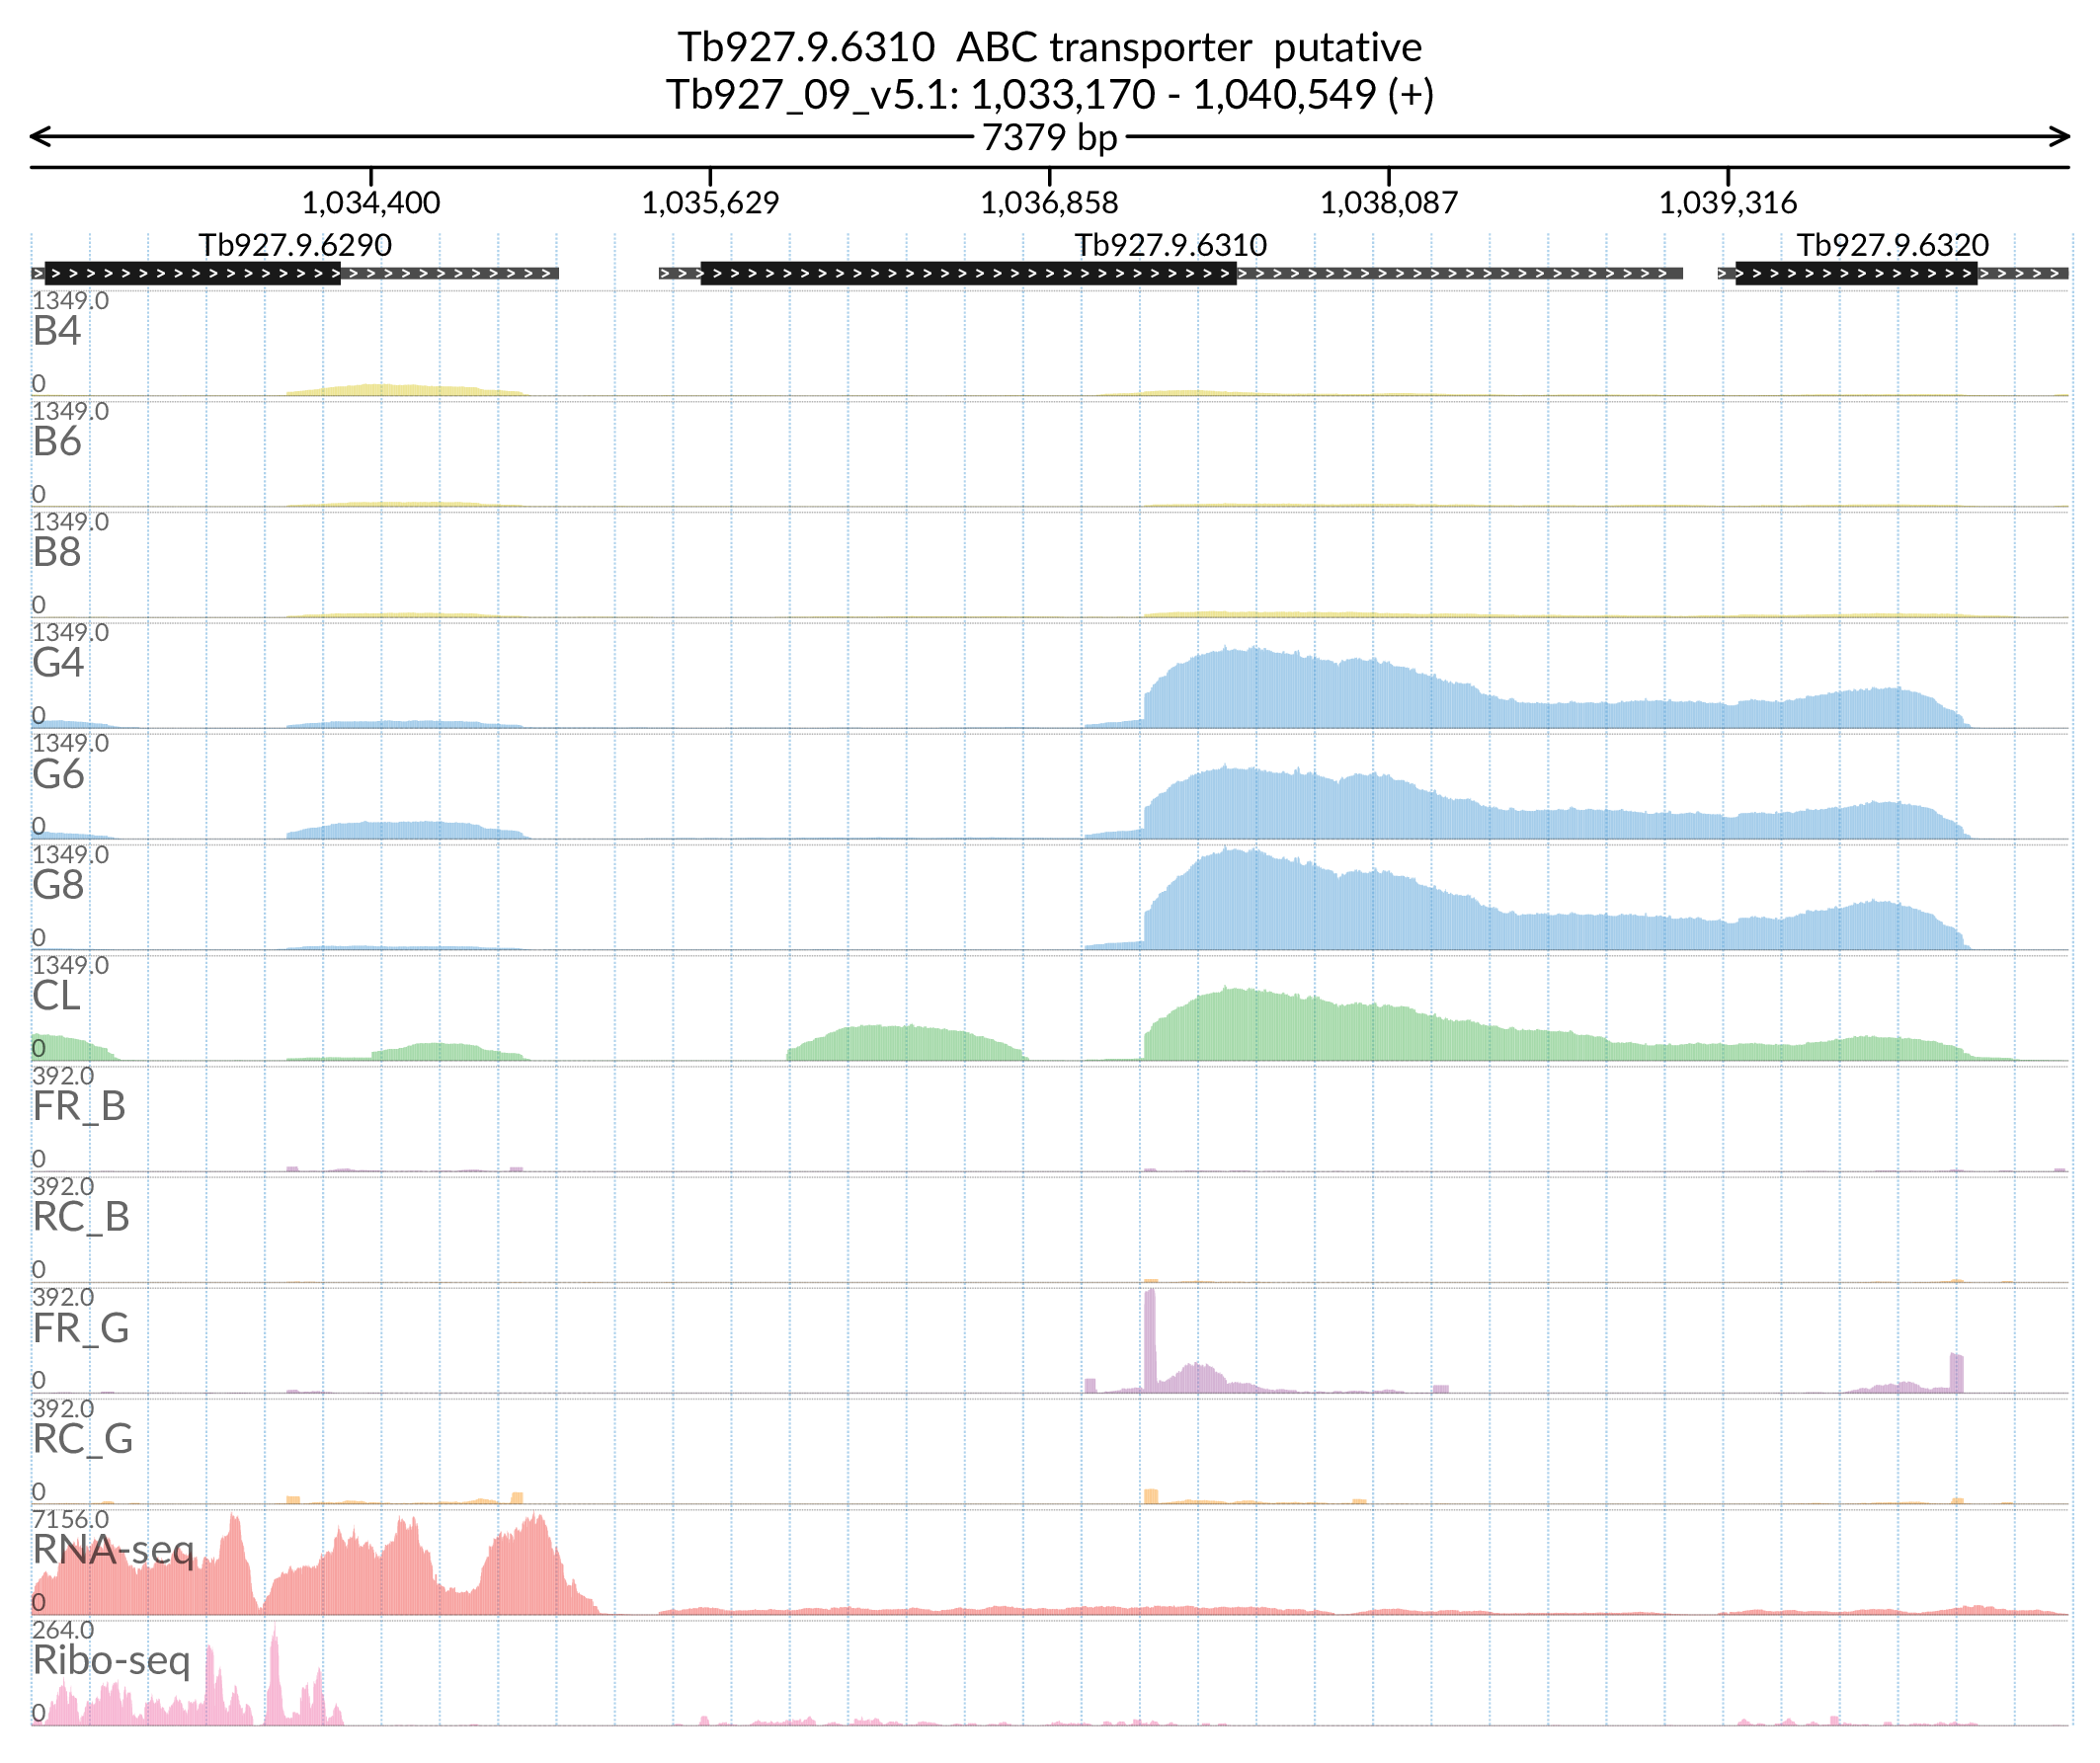 Tb927.9.6310 ABC transporter putative
Tb927_09_v5.1: 1,033,170 - 1,040,549 (+)
7379 bp
1,034,400 1,035,629 1,036,858 1,038,087 1,039,316
Tb927.9.6290 Tb927.9.6310 Tb927.9.6320
1349.0
B4
0
1349.0
B6
0
1349.0
B8
0
1349.0
G4
0
1349.0
G6
0
1349.0
G8
0
1349.0
CL
0
392.0
FR_B
0
392.0
RC_B
0
392.0
FR_G
0
392.0
RC_G
0
7156.0
RNA-seq
0
264.0
Ribo-seq
0